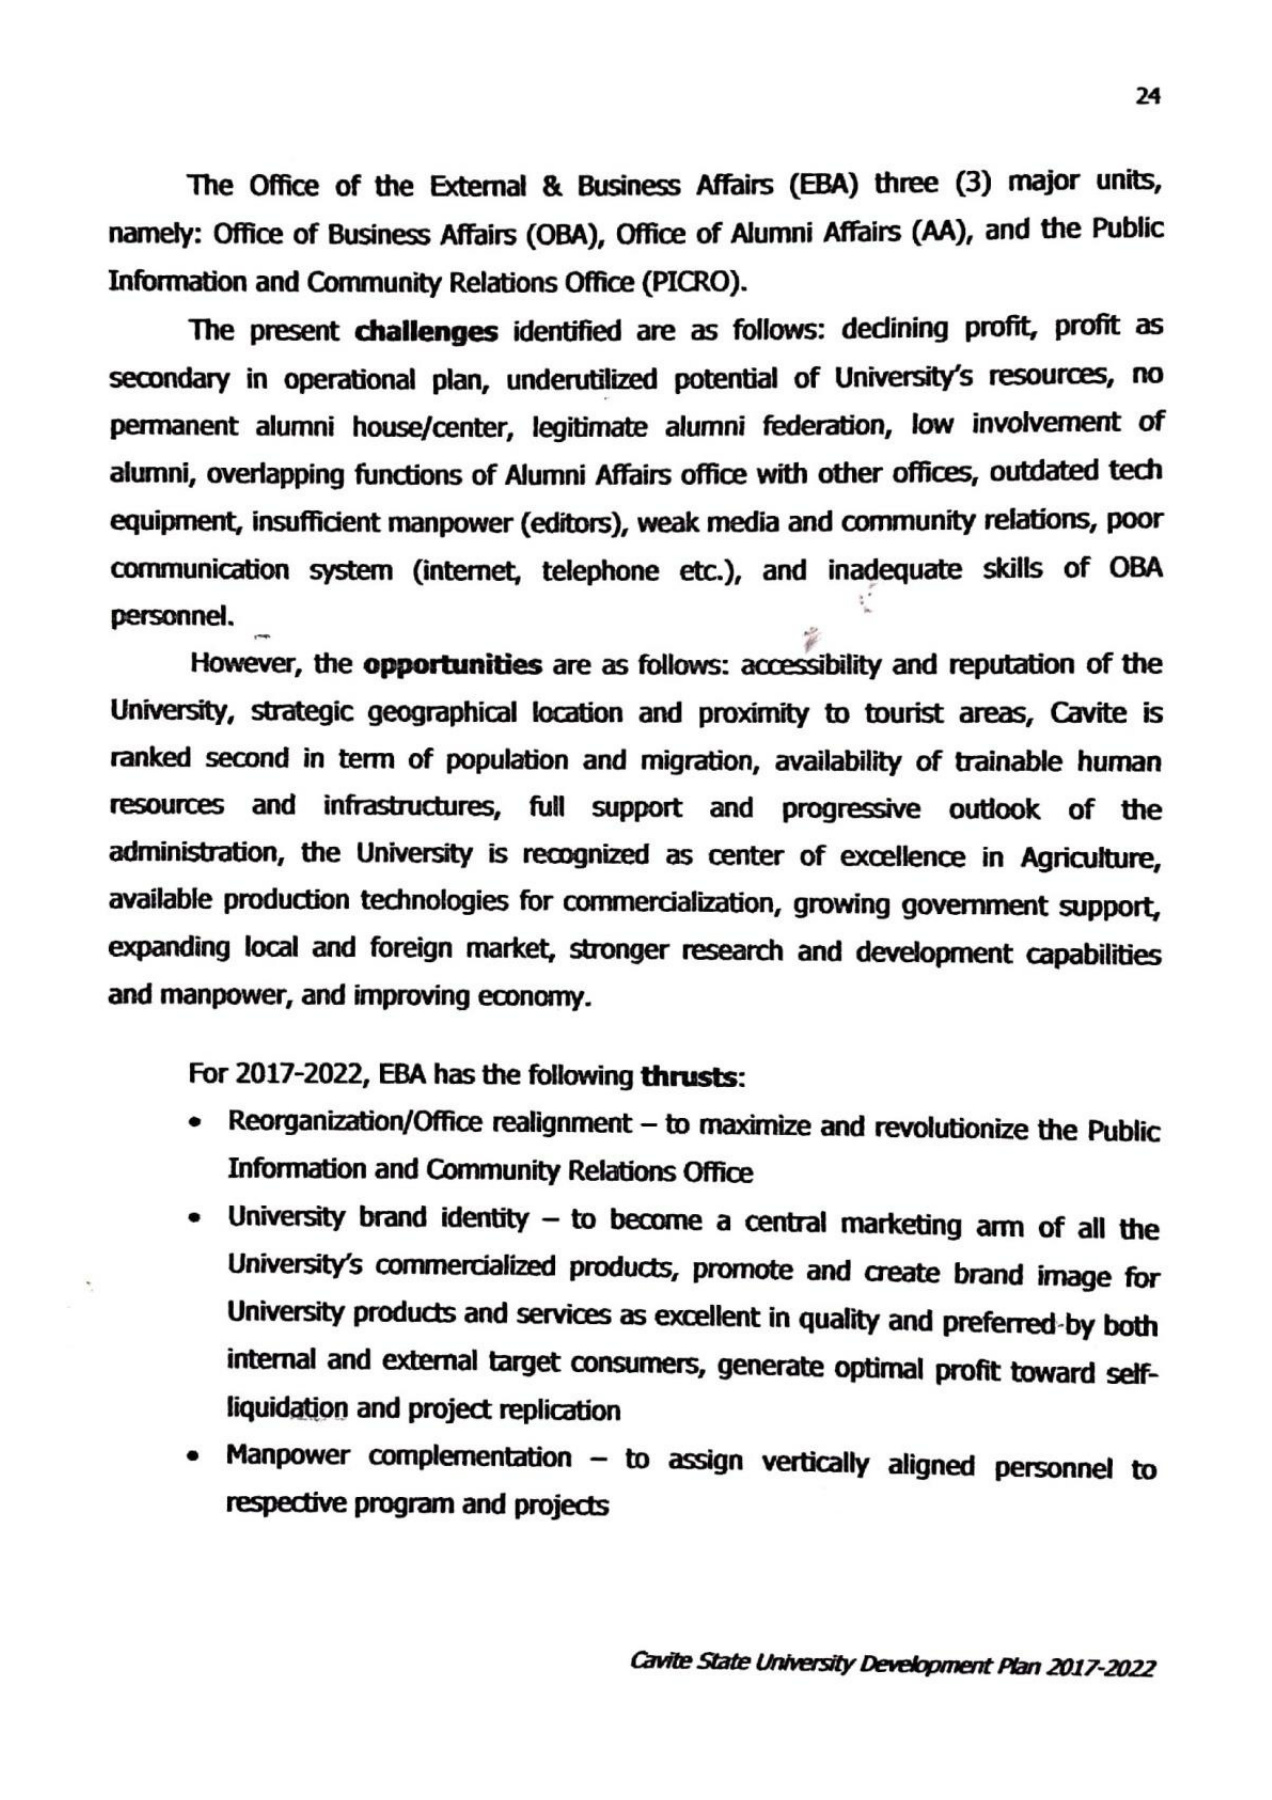 24
The Office of the External & Business Affairs (EBA) three (3) major units,
namely: Office of Business Affairs (OBA), Office of Alumni Affairs (AA), and the Public
Information and Community Relations Office (PICRO).
The present challenges identified are as follows: declining profit, profit as
secondary in operational plan, underutilized potential of University's resources, no
permanent alumni house/center, legitimate alumni federation, low involvement of
alumni, overlapping functions of Alumni Affairs office with other offices, outdated tech
equipment, insufficient manpower (editors), weak media and community relations, poor
communication system (internet, telephone etc.), and inadequate skills of OBA
personnel.
However, the opportunities are as follows: accessibility and reputation of the
University, strategic geographical location and proximity to tourist areas, Cavite is
ranked second in term of population and migration, availability of trainable human
resources and infrastructures, full support and progressive outlook of the
administration, the University is recognized as center of excellence in Agriculture,
available production technologies for commercialization, growing government support,
expanding local and foreign market, stronger research and development capabilities
and manpower, and improving economy.
For 2017-2022, EBA has the following thrusts:
• Reorganization/Office realignment – to maximize and revolutionize the Public
Information and Community Relations Office
• University brand identity – to become a central marketing arm of all the
University's commercialized products, promote and create brand image for
University products and services as excellent in quality and preferred by both
internal and external target consumers, generate optimal profit toward self-
liquidation and project replication
• Manpower complementation – to assign vertically aligned personnel to
respective program and projects
Cavite State University Development Plan 2017-2022